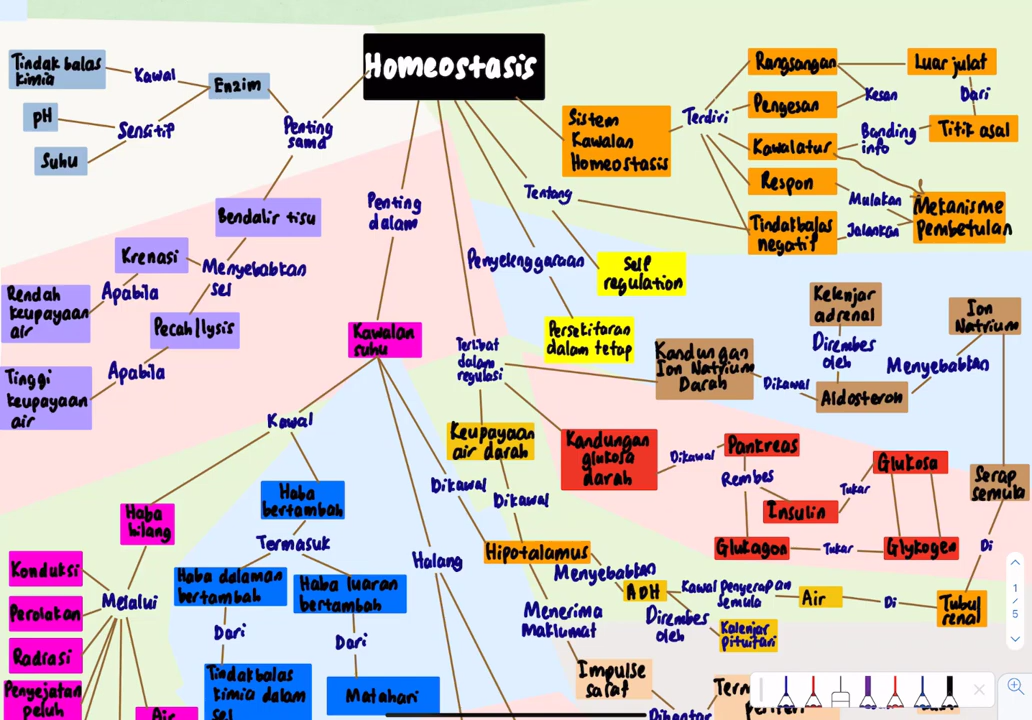 Homeostasis
Tindak balas
kimia
Kawal
Enzim
pH
Sensitif
Suhu
Penting
sama
Bendalir tisu
Krenasi
Menyebabkan
sel
Rendah
keupayaan
air
Apabila
Pecah/lysis
Tinggi
keupayaan
air
Apabila
Penting
dalam
Kawalan
suhu
Kawal
Haba
hilang
Haba
bertambah
Termasuk
Haba dalaman
bertambah
Haba luaran
bertambah
Dari
Dari
Tindakbalas
kimia dalam
sel
Matahari
Konduksi
Perolakan
Melalui
Radiasi
Penyejatan
peluh
Air
Sistem
Kawalan
Homeostasis
Terdiri
Rangsangan
Luar julat
Kesan
Dari
Pengesan
Titik asal
Kawalatur
Banding
info
Respon
Mulakan
Mekanisme
pembetulan
Tindakbalas
negatif
Jalankan
Tentang
Penyelenggaraan
Self
regulation
Persekitaran
dalam tetap
Terlibat
dalam
regulasi
Kandungan
Ion Natrium
Darah
Dikawal
Aldosteron
Dirembes
oleh
Kelenjar
adrenal
Menyebabkan
Ion
Natrium
Serap
semula
Di
Keupayaan
air darah
Kandungan
glukosa
darah
Dikawal
Pankreas
Rembes
Insulin
Tukar
Glukosa
Glukagon
Tukar
Glykogen
Dikawal
Dikawal
Halang
Hipotalamus
Menyebabkan
ADH
Kawal Penyerapan
Semula
Air
Di
Tubul
renal
Dirembes
oleh
Kalenjar
pituitari
Menerima
Maklumat
Impulse
saraf
Dihantar
1
5